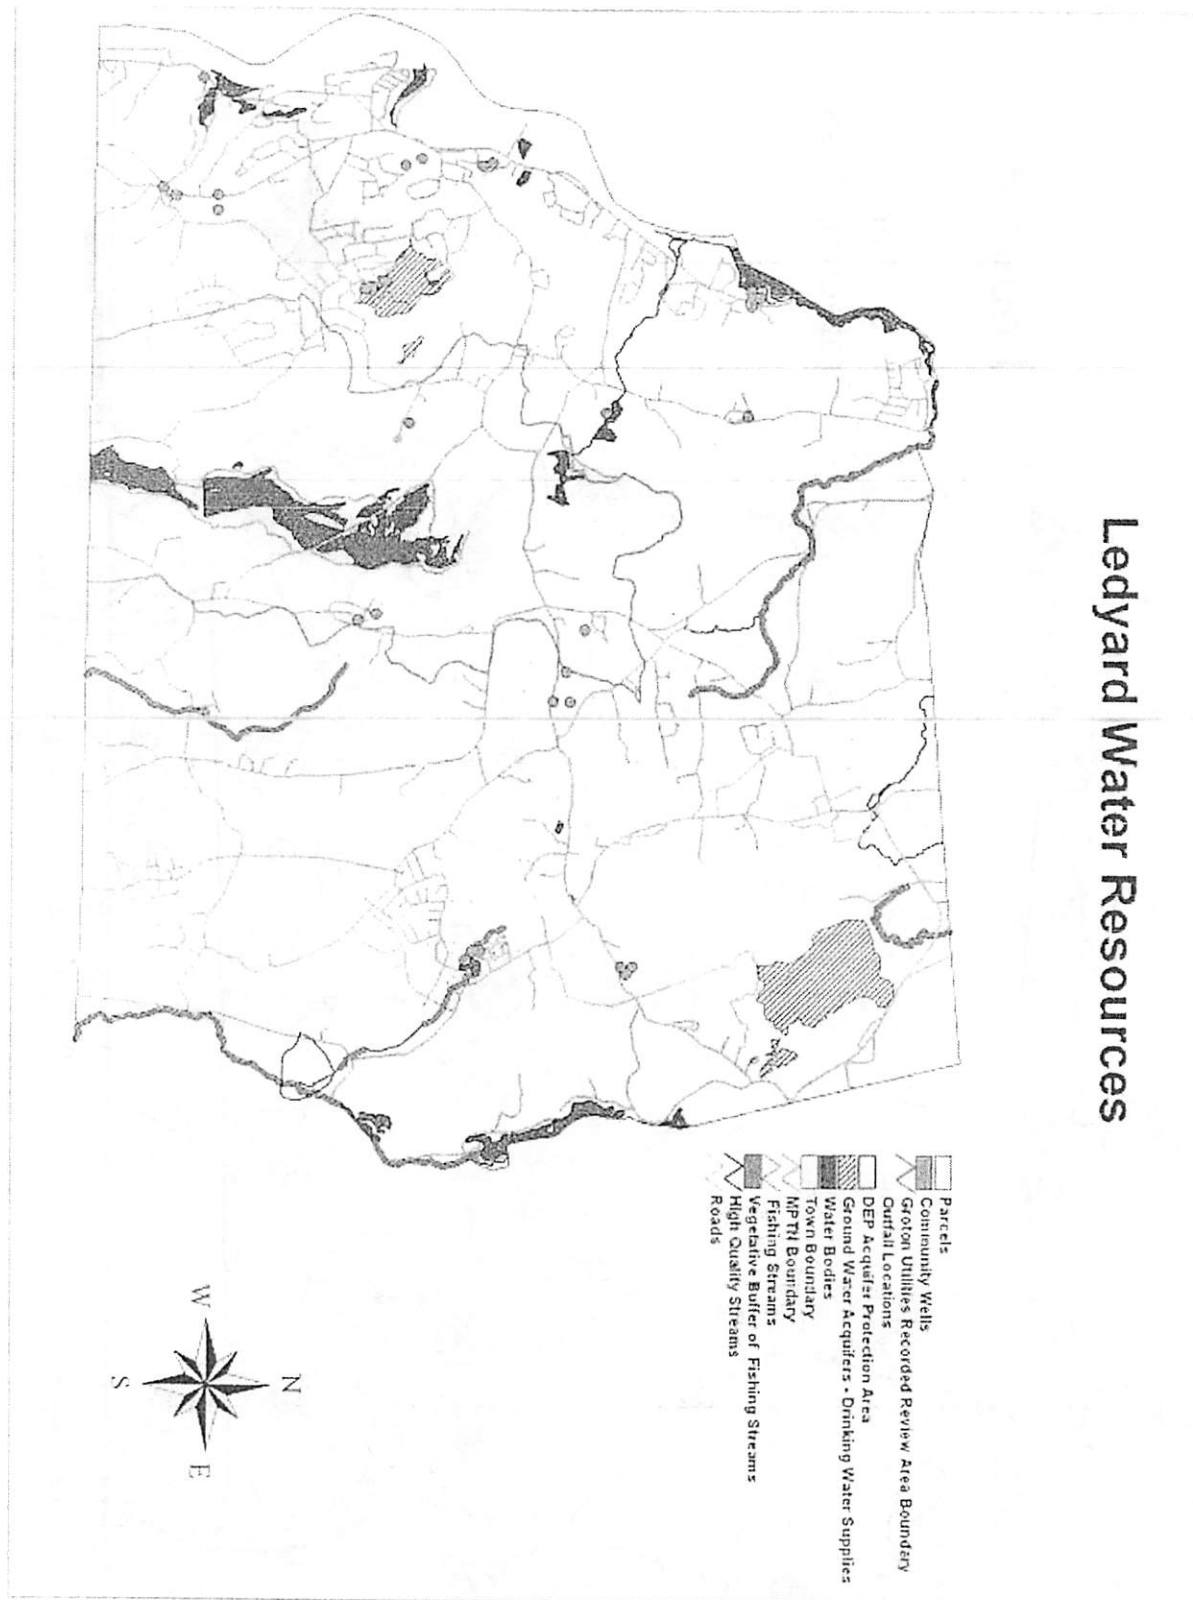 Ledyard Water Resources
Parcels
Community Wells
Groton Utilities Recorded Review Area Boundary
Outfall Locations
DEP Acquifer Protection Area
Ground Water Acquifers - Drinking Water Supplies
Water Bodies
Town Boundary
MPTN Boundary
Fishing Streams
Vegetative Buffer of Fishing Streams
High Quality Streams
Roads
N
W
E
S